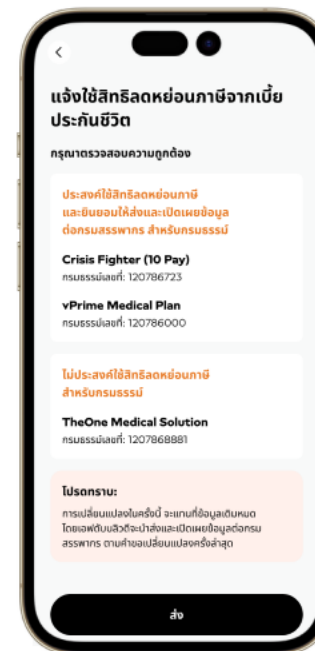 แจ้งใช้สิทธิลดหย่อนภาษีจากเบี้ย
ประกันชีวิต
กรุณาตรวจสอบความถูกต้อง
ประสงค์ใช้สิทธิลดหย่อนภาษี
และยินยอมให้ส่งและเปิดเผยข้อมูล
ต่อกรมสรรพากร สำหรับกรมธรรม์
Crisis Fighter (10 Pay)
กรมธรรม์เลขที่: 120786723
vPrime Medical Plan
กรมธรรม์เลขที่: 120786000
ไม่ประสงค์ใช้สิทธิลดหย่อนภาษี
สำหรับกรมธรรม์
TheOne Medical Solution
กรมธรรม์เลขที่: 1207868881
โปรดทราบ:
การเปลี่ยนแปลงในครั้งนี้ จะแทนที่ข้อมูลเดิมหมด
โดยเอฟดับบลิวดีจะนำส่งและเปิดเผยข้อมูลต่อกรม
สรรพากร ตามคำขอเปลี่ยนแปลงครั้งล่าสุด
ส่ง